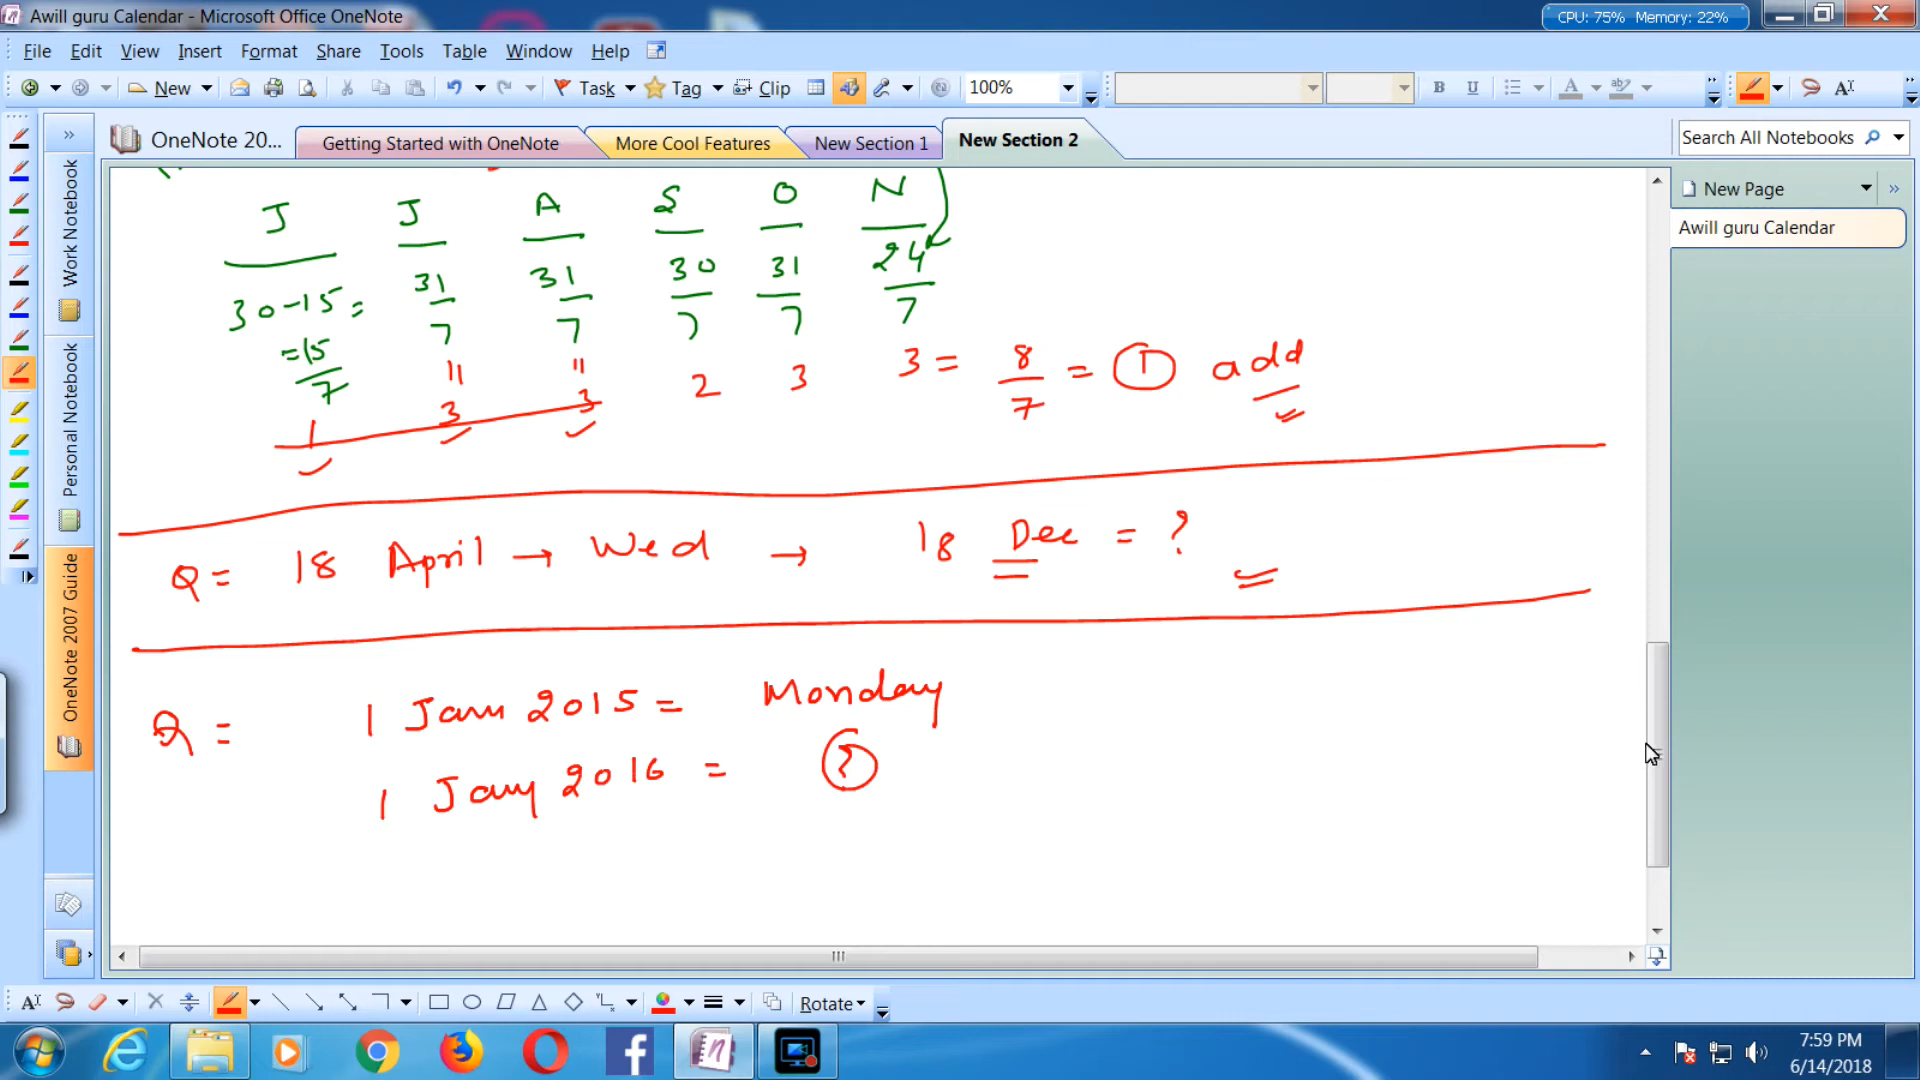 Awill guru Calendar - Microsoft Office OneNote
CPU: 75% Memory: 22%
File Edit View Insert Format Share Tools Table Window Help
New Task Tag Clip 100% B U A ab
OneNote 20... Getting Started with OneNote More Cool Features New Section 1 New Section 2 Search All Notebooks
New Page
Awill guru Calendar
Work Notebook
Personal Notebook
OneNote 2007 Guide
J J A S O N
30-15= 31/7 31/7 30/7 31/7 24/7
=15/7 11 11
1 3 3 2 3 3 = 8/7 = 1 add
Q = 18 April → Wed → 18 Dec = ?
Q = 1 Jan 2015 = Monday
1 Jany 2016 = ?
Rotate
7:59 PM
6/14/2018